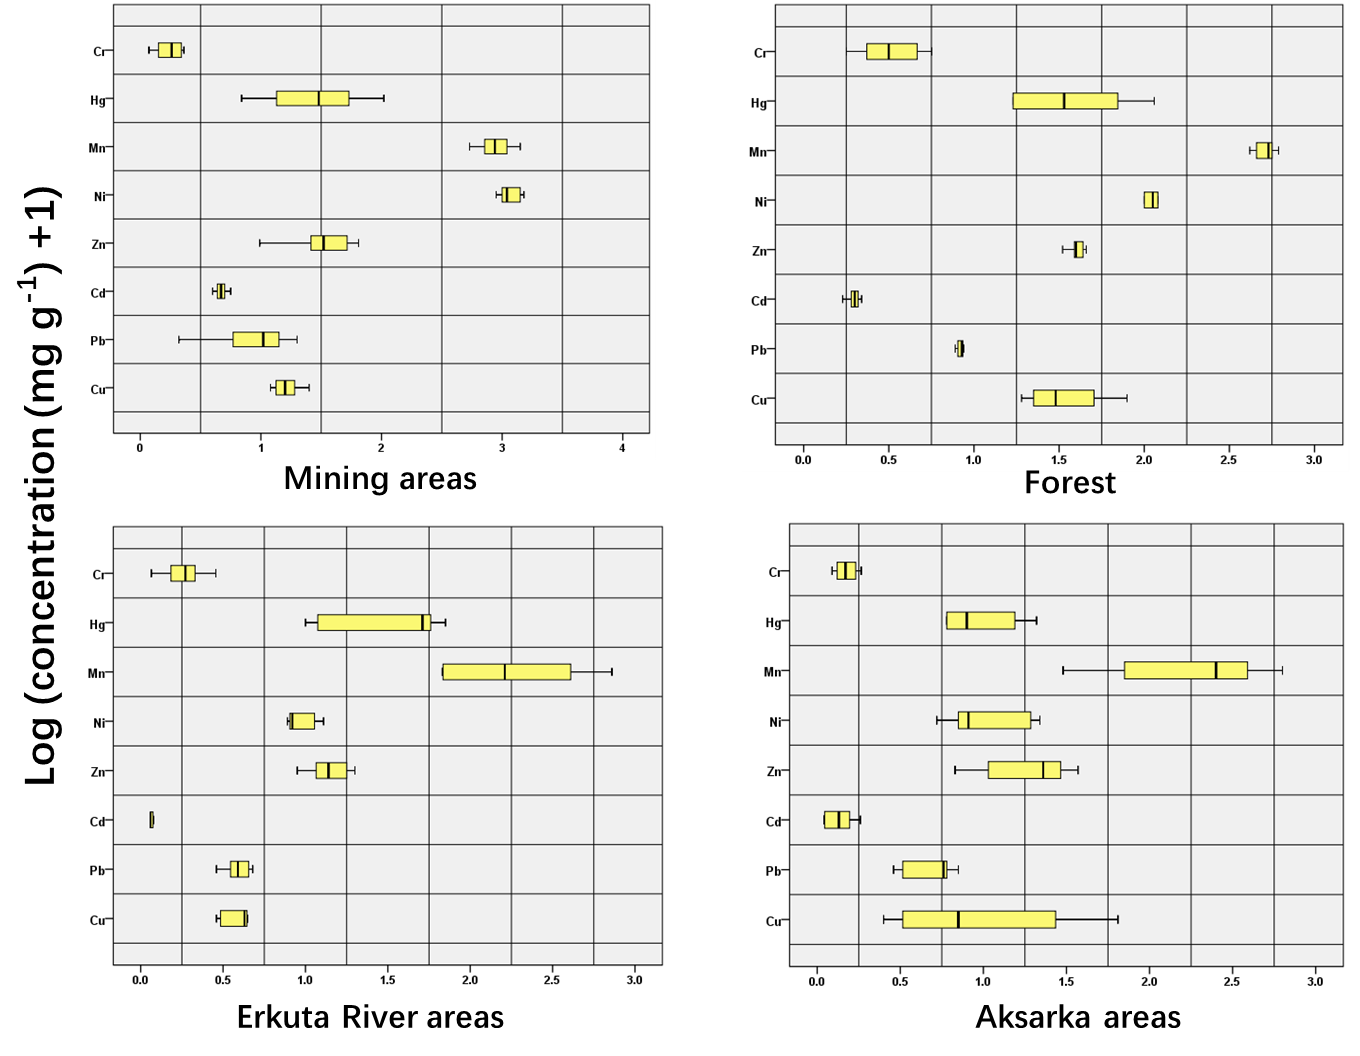 Log (concentration (mg g⁻¹) +1)
Cr
Hg
Mn
Ni
Zn
Cd
Pb
Cu
0 1 2 3 4
Mining areas
Cr
Hg
Mn
Ni
Zn
Cd
Pb
Cu
0.0 0.5 1.0 1.5 2.0 2.5 3.0
Forest
Cr
Hg
Mn
Ni
Zn
Cd
Pb
Cu
0.0 0.5 1.0 1.5 2.0 2.5 3.0
Erkuta River areas
Cr
Hg
Mn
Ni
Zn
Cd
Pb
Cu
0.0 0.5 1.0 1.5 2.0 2.5 3.0
Aksarka areas